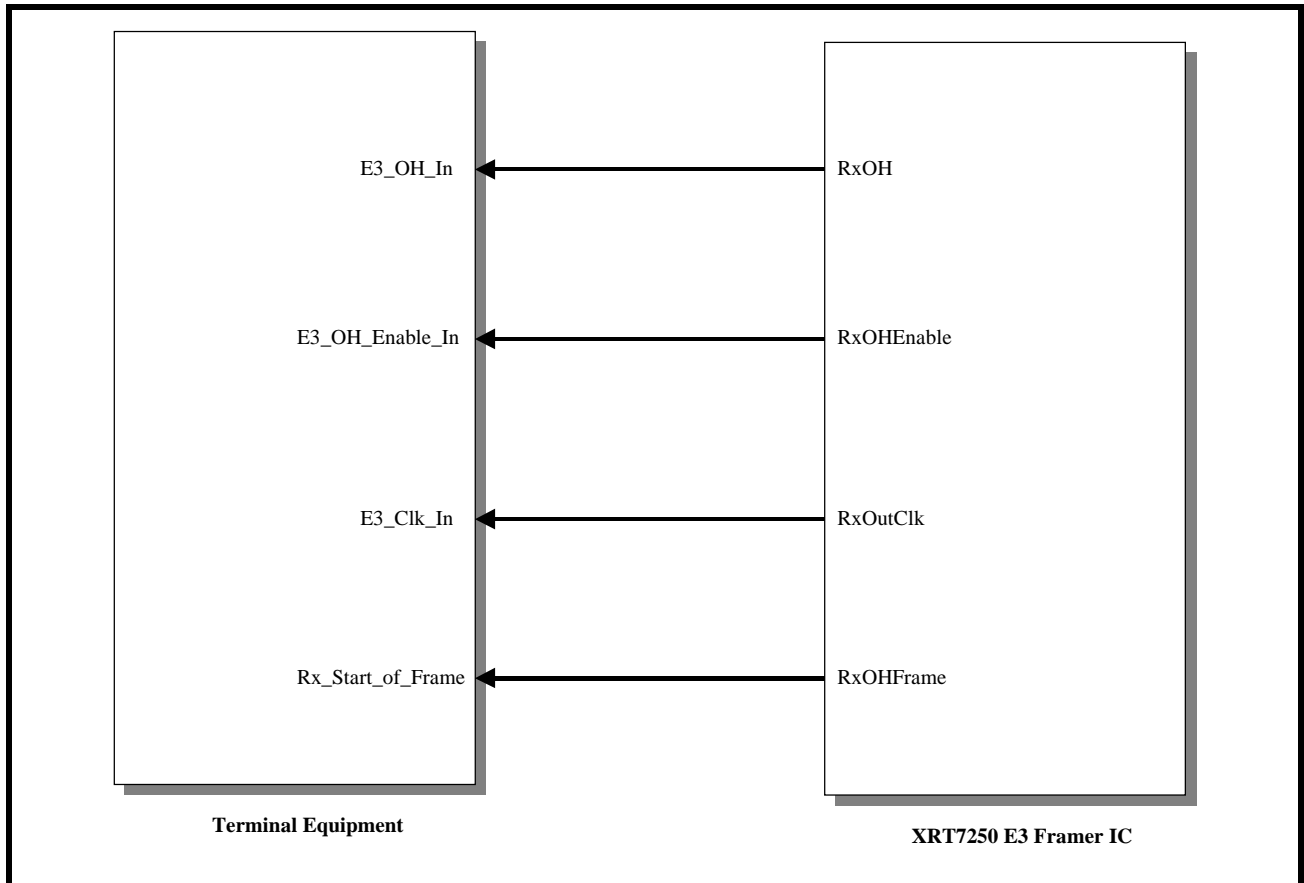 E3_OH_In
RxOH
E3_OH_Enable_In
RxOHEnable
E3_Clk_In
RxOutClk
Rx_Start_of_Frame
RxOHFrame
Terminal Equipment
XRT7250 E3 Framer IC